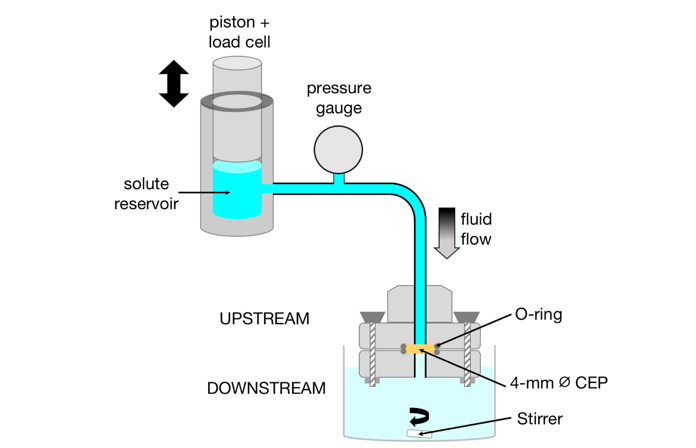 piston +
load cell
pressure
gauge
solute
reservoir
fluid
flow
UPSTREAM
O-ring
DOWNSTREAM
4-mm Ø CEP
Stirrer